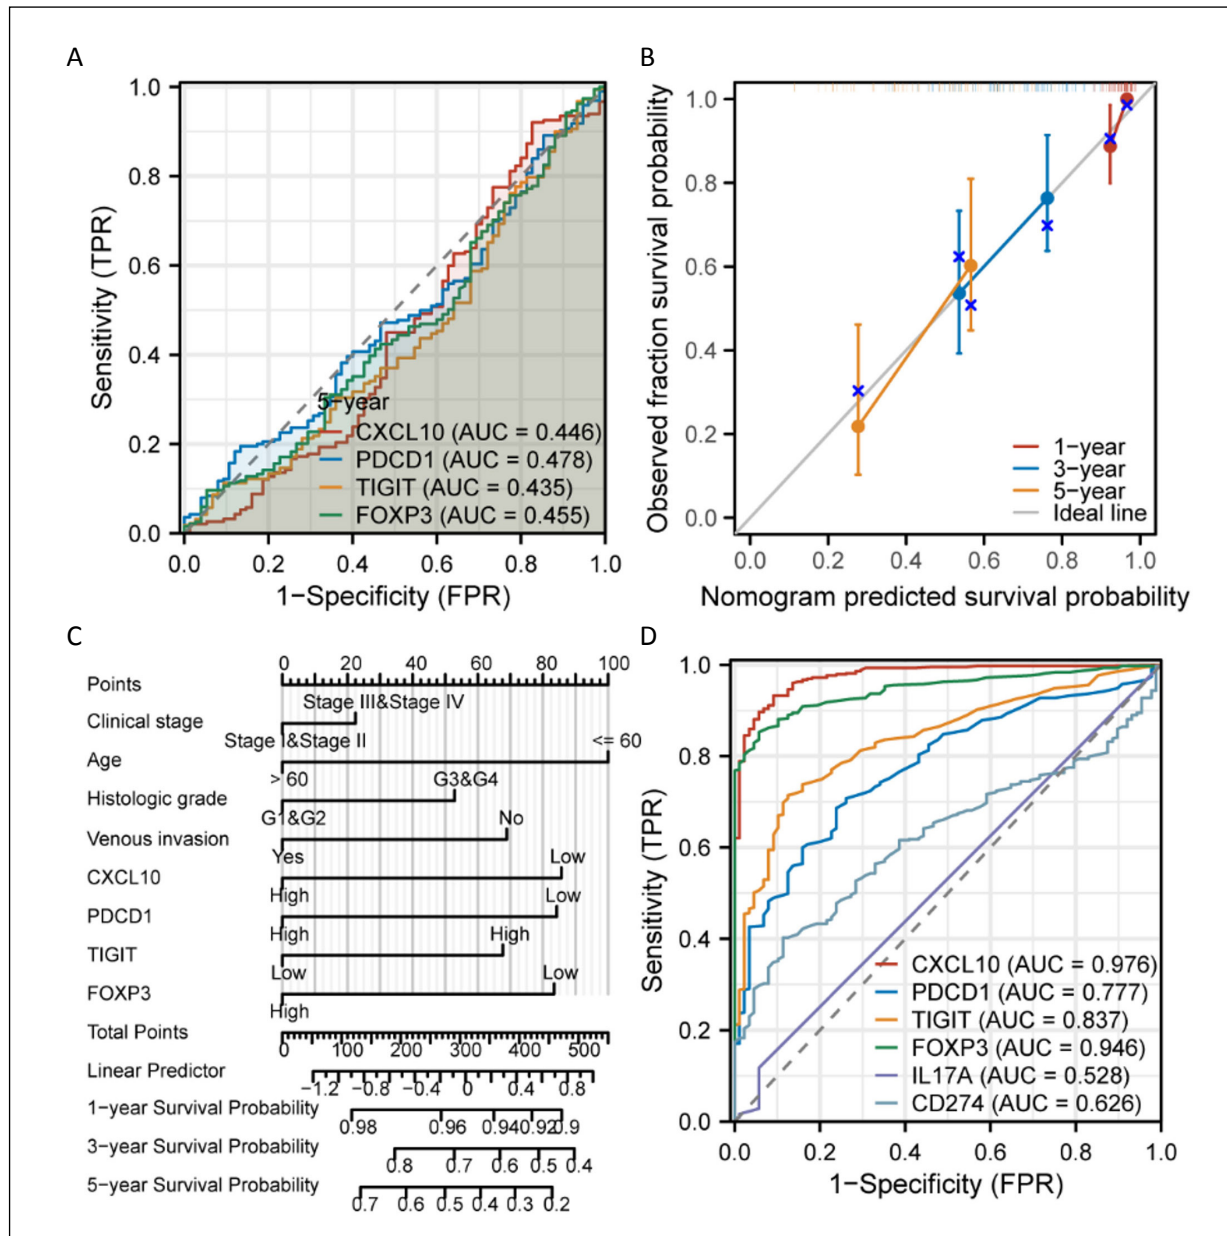 A
1.0
0.8
0.6
0.4
0.2
0.0
Sensitivity (TPR)
5-year
CXCL10 (AUC = 0.446)
PDCD1 (AUC = 0.478)
TIGIT (AUC = 0.435)
FOXP3 (AUC = 0.455)
0.0 0.2 0.4 0.6 0.8 1.0
1-Specificity (FPR)
B
Observed fraction survival probability
1.0
0.8
0.6
0.4
0.2
0.0
1-year
3-year
5-year
Ideal line
0.0 0.2 0.4 0.6 0.8 1.0
Nomogram predicted survival probability
C
0 20 40 60 80 100
Points
Stage III&Stage IV
Clinical stage
Stage I&Stage II
<= 60
Age
> 60
G3&G4
Histologic grade
G1&G2
No
Venous invasion
Yes
Low
CXCL10
High
Low
PDCD1
High
High
TIGIT
Low
Low
FOXP3
High
Total Points
0 100 200 300 400 500
Linear Predictor
-1.2 -0.8 -0.4 0 0.4 0.8
1-year Survival Probability
0.98 0.96 0.94 0.92 0.9
3-year Survival Probability
0.8 0.7 0.6 0.5 0.4
5-year Survival Probability
0.7 0.6 0.5 0.4 0.3 0.2
D
1.0
0.8
0.6
0.4
0.2
0.0
Sensitivity (TPR)
CXCL10 (AUC = 0.976)
PDCD1 (AUC = 0.777)
TIGIT (AUC = 0.837)
FOXP3 (AUC = 0.946)
IL17A (AUC = 0.528)
CD274 (AUC = 0.626)
0.0 0.2 0.4 0.6 0.8 1.0
1-Specificity (FPR)